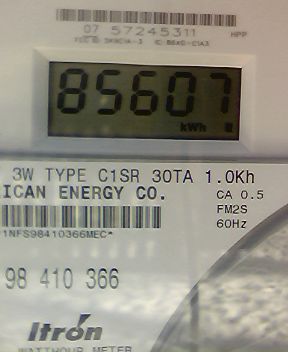 07 57245311 HPP
85607
kWh
3W TYPE C1SR 30TA 1.0Kh
ICAN ENERGY CO.
CA 0.5
FM2S
60Hz
1NFS98410366MEC*
98 410 366
Itron
WATTHOUR METER